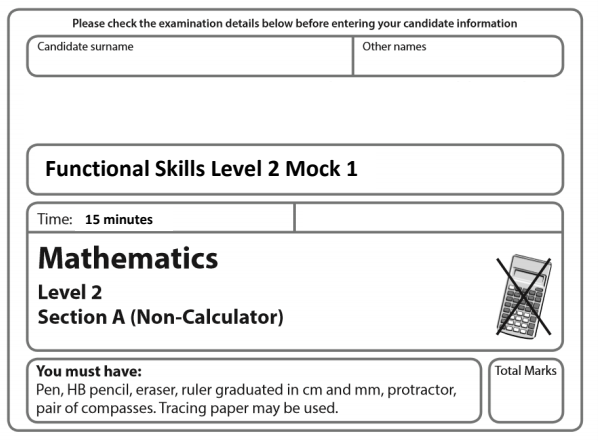 Please check the examination details below before entering your candidate information
Candidate surname
Other names
Functional Skills Level 2 Mock 1
Time: 15 minutes
Mathematics
Level 2
Section A (Non-Calculator)
You must have:
Total Marks
Pen, HB pencil, eraser, ruler graduated in cm and mm, protractor,
pair of compasses. Tracing paper may be used.